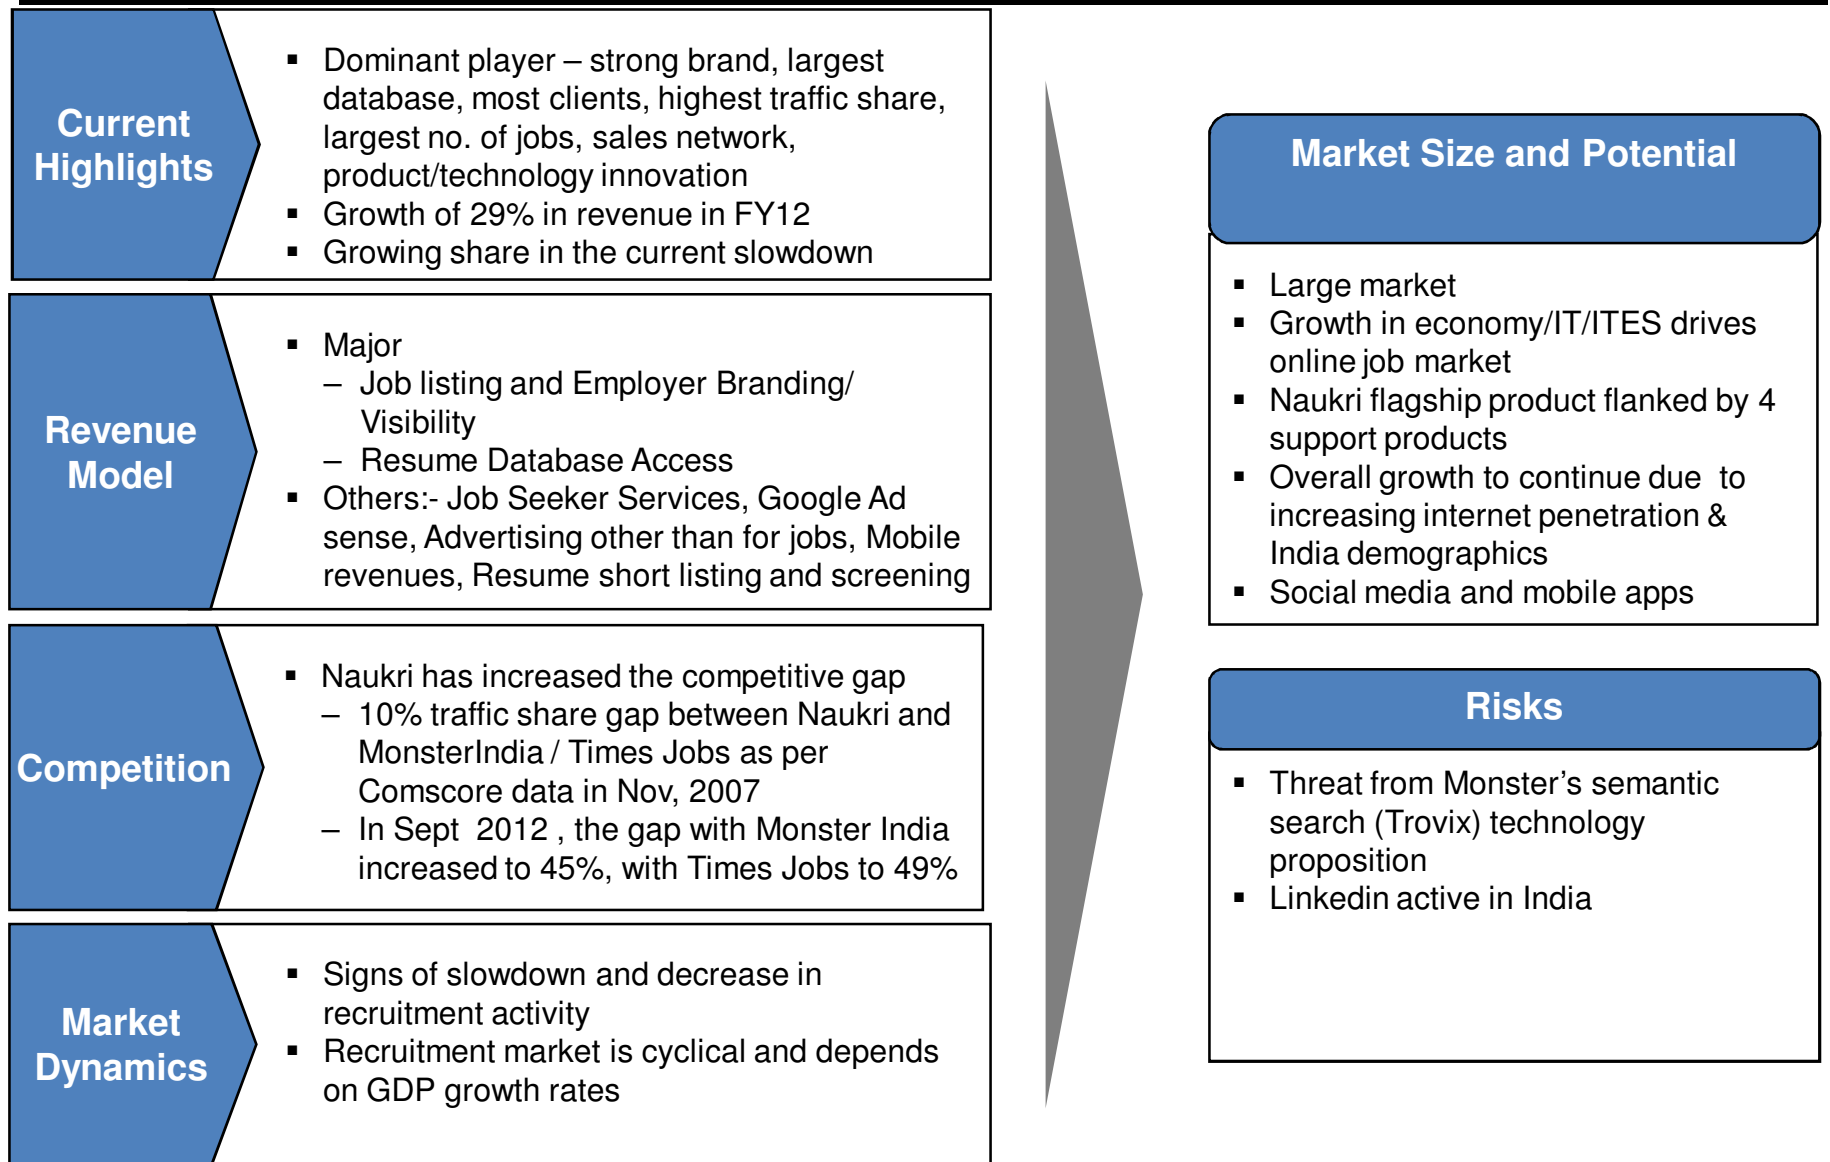 Current
Highlights
▪ Dominant player – strong brand, largest
database, most clients, highest traffic share,
largest no. of jobs, sales network,
product/technology innovation
▪ Growth of 29% in revenue in FY12
▪ Growing share in the current slowdown
Revenue
Model
▪ Major
– Job listing and Employer Branding/
Visibility
– Resume Database Access
▪ Others:- Job Seeker Services, Google Ad
sense, Advertising other than for jobs, Mobile
revenues, Resume short listing and screening
Competition
▪ Naukri has increased the competitive gap
– 10% traffic share gap between Naukri and
MonsterIndia / Times Jobs as per
Comscore data in Nov, 2007
– In Sept 2012 , the gap with Monster India
increased to 45%, with Times Jobs to 49%
Market
Dynamics
▪ Signs of slowdown and decrease in
recruitment activity
▪ Recruitment market is cyclical and depends
on GDP growth rates
Market Size and Potential
▪ Large market
▪ Growth in economy/IT/ITES drives
online job market
▪ Naukri flagship product flanked by 4
support products
▪ Overall growth to continue due to
increasing internet penetration &
India demographics
▪ Social media and mobile apps
Risks
▪ Threat from Monster’s semantic
search (Trovix) technology
proposition
▪ Linkedin active in India